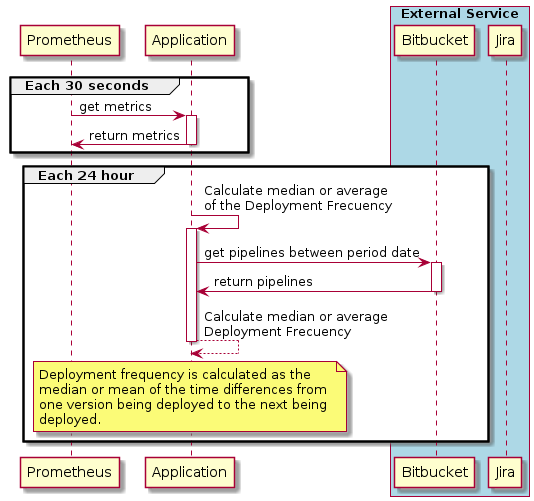 External Service
Prometheus
Application
Bitbucket
Jira
Each 30 seconds
get metrics
return metrics
Each 24 hour
Calculate median or average
of the Deployment Frecuency
get pipelines between period date
return pipelines
Calculate median or average
Deployment Frecuency
Deployment frequency is calculated as the
median or mean of the time differences from
one version being deployed to the next being
deployed.
Prometheus
Application
Bitbucket
Jira